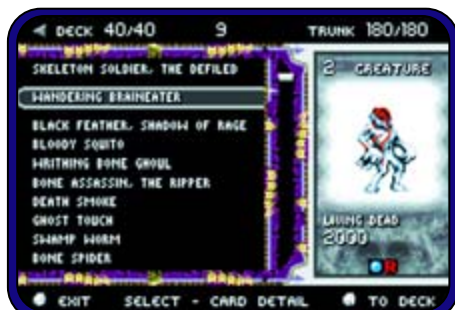 DECK 40/40 9 TRUNK 180/180
SKELETON SOLDIER, THE DEFILED
WANDERING BRAINEATER
BLACK FEATHER, SHADOW OF RAGE
BLOODY SQUITO
WRITHING BONE GHOUL
BONE ASSASSIN, THE RIPPER
DEATH SMOKE
GHOST TOUCH
SWAMP WORM
BONE SPIDER
2 CREATURE
LIVING DEAD
2000
R
EXIT SELECT - CARD DETAIL TO DECK